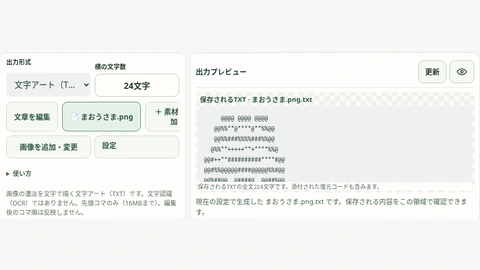 出力形式
横の文字数
文字アート（T...
24文字
文章を編集
まおうさま.png
＋ 素材
加
画像を追加・変更
設定
▶ 使い方
画像の濃淡を文字で描く文字アート（TXT）です。文字認識
（OCR）ではありません。先頭コマのみ（16MBまで）。編集
後のコマ順は反映しません。
出力プレビュー
更新
保存されるTXT · まおうさま.png.txt
@@@@ @@@@ @@@@
@@%%**@****@**%%@@
@@%%###%%%%###%%@@
@%%**+++++**+****%%@
@@#++**##########****#@@
@@#%%@@@@@####@@@@@%%#@@
保存されるTXTの全文224文字です。添付された復元コードも含みます。
現在の設定で生成した まおうさま.png.txt です。保存される内容をこの領域で確認できま
す。